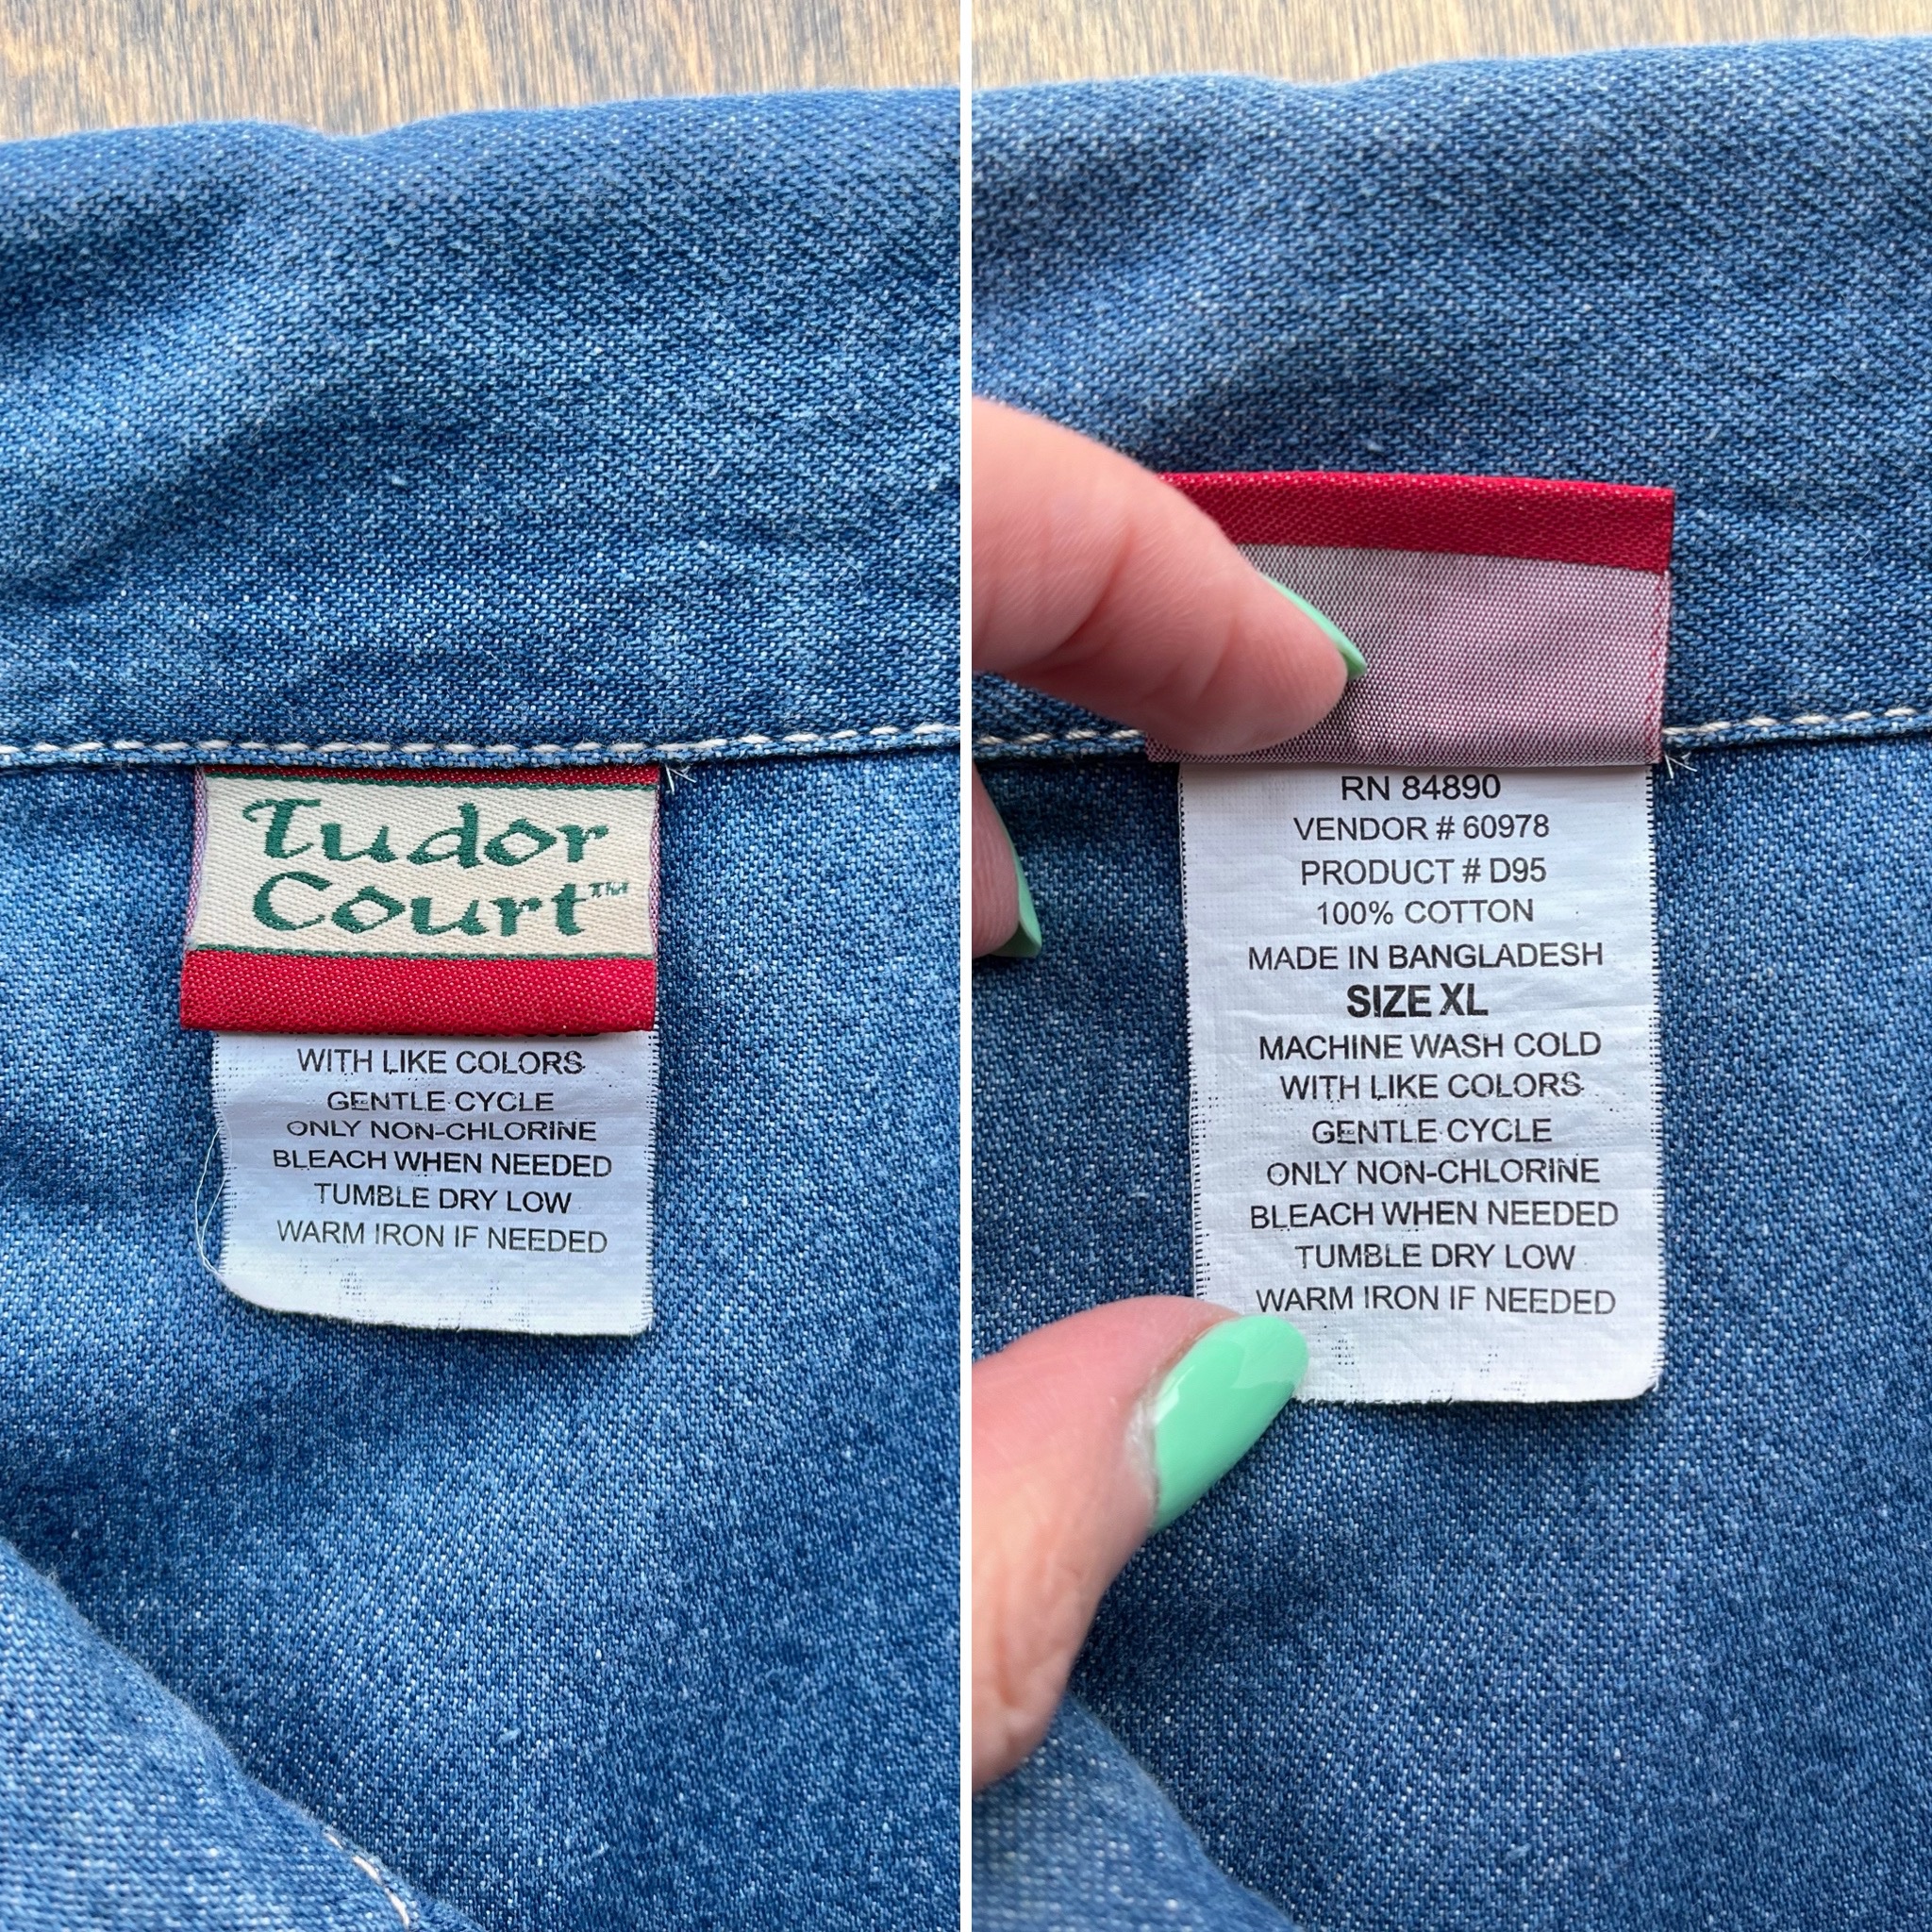 Tudor
Court™
WITH LIKE COLORS
GENTLE CYCLE
ONLY NON-CHLORINE
BLEACH WHEN NEEDED
TUMBLE DRY LOW
WARM IRON IF NEEDED
RN 84890
VENDOR # 60978
PRODUCT # D95
100% COTTON
MADE IN BANGLADESH
SIZE XL
MACHINE WASH COLD
WITH LIKE COLORS
GENTLE CYCLE
ONLY NON-CHLORINE
BLEACH WHEN NEEDED
TUMBLE DRY LOW
WARM IRON IF NEEDED